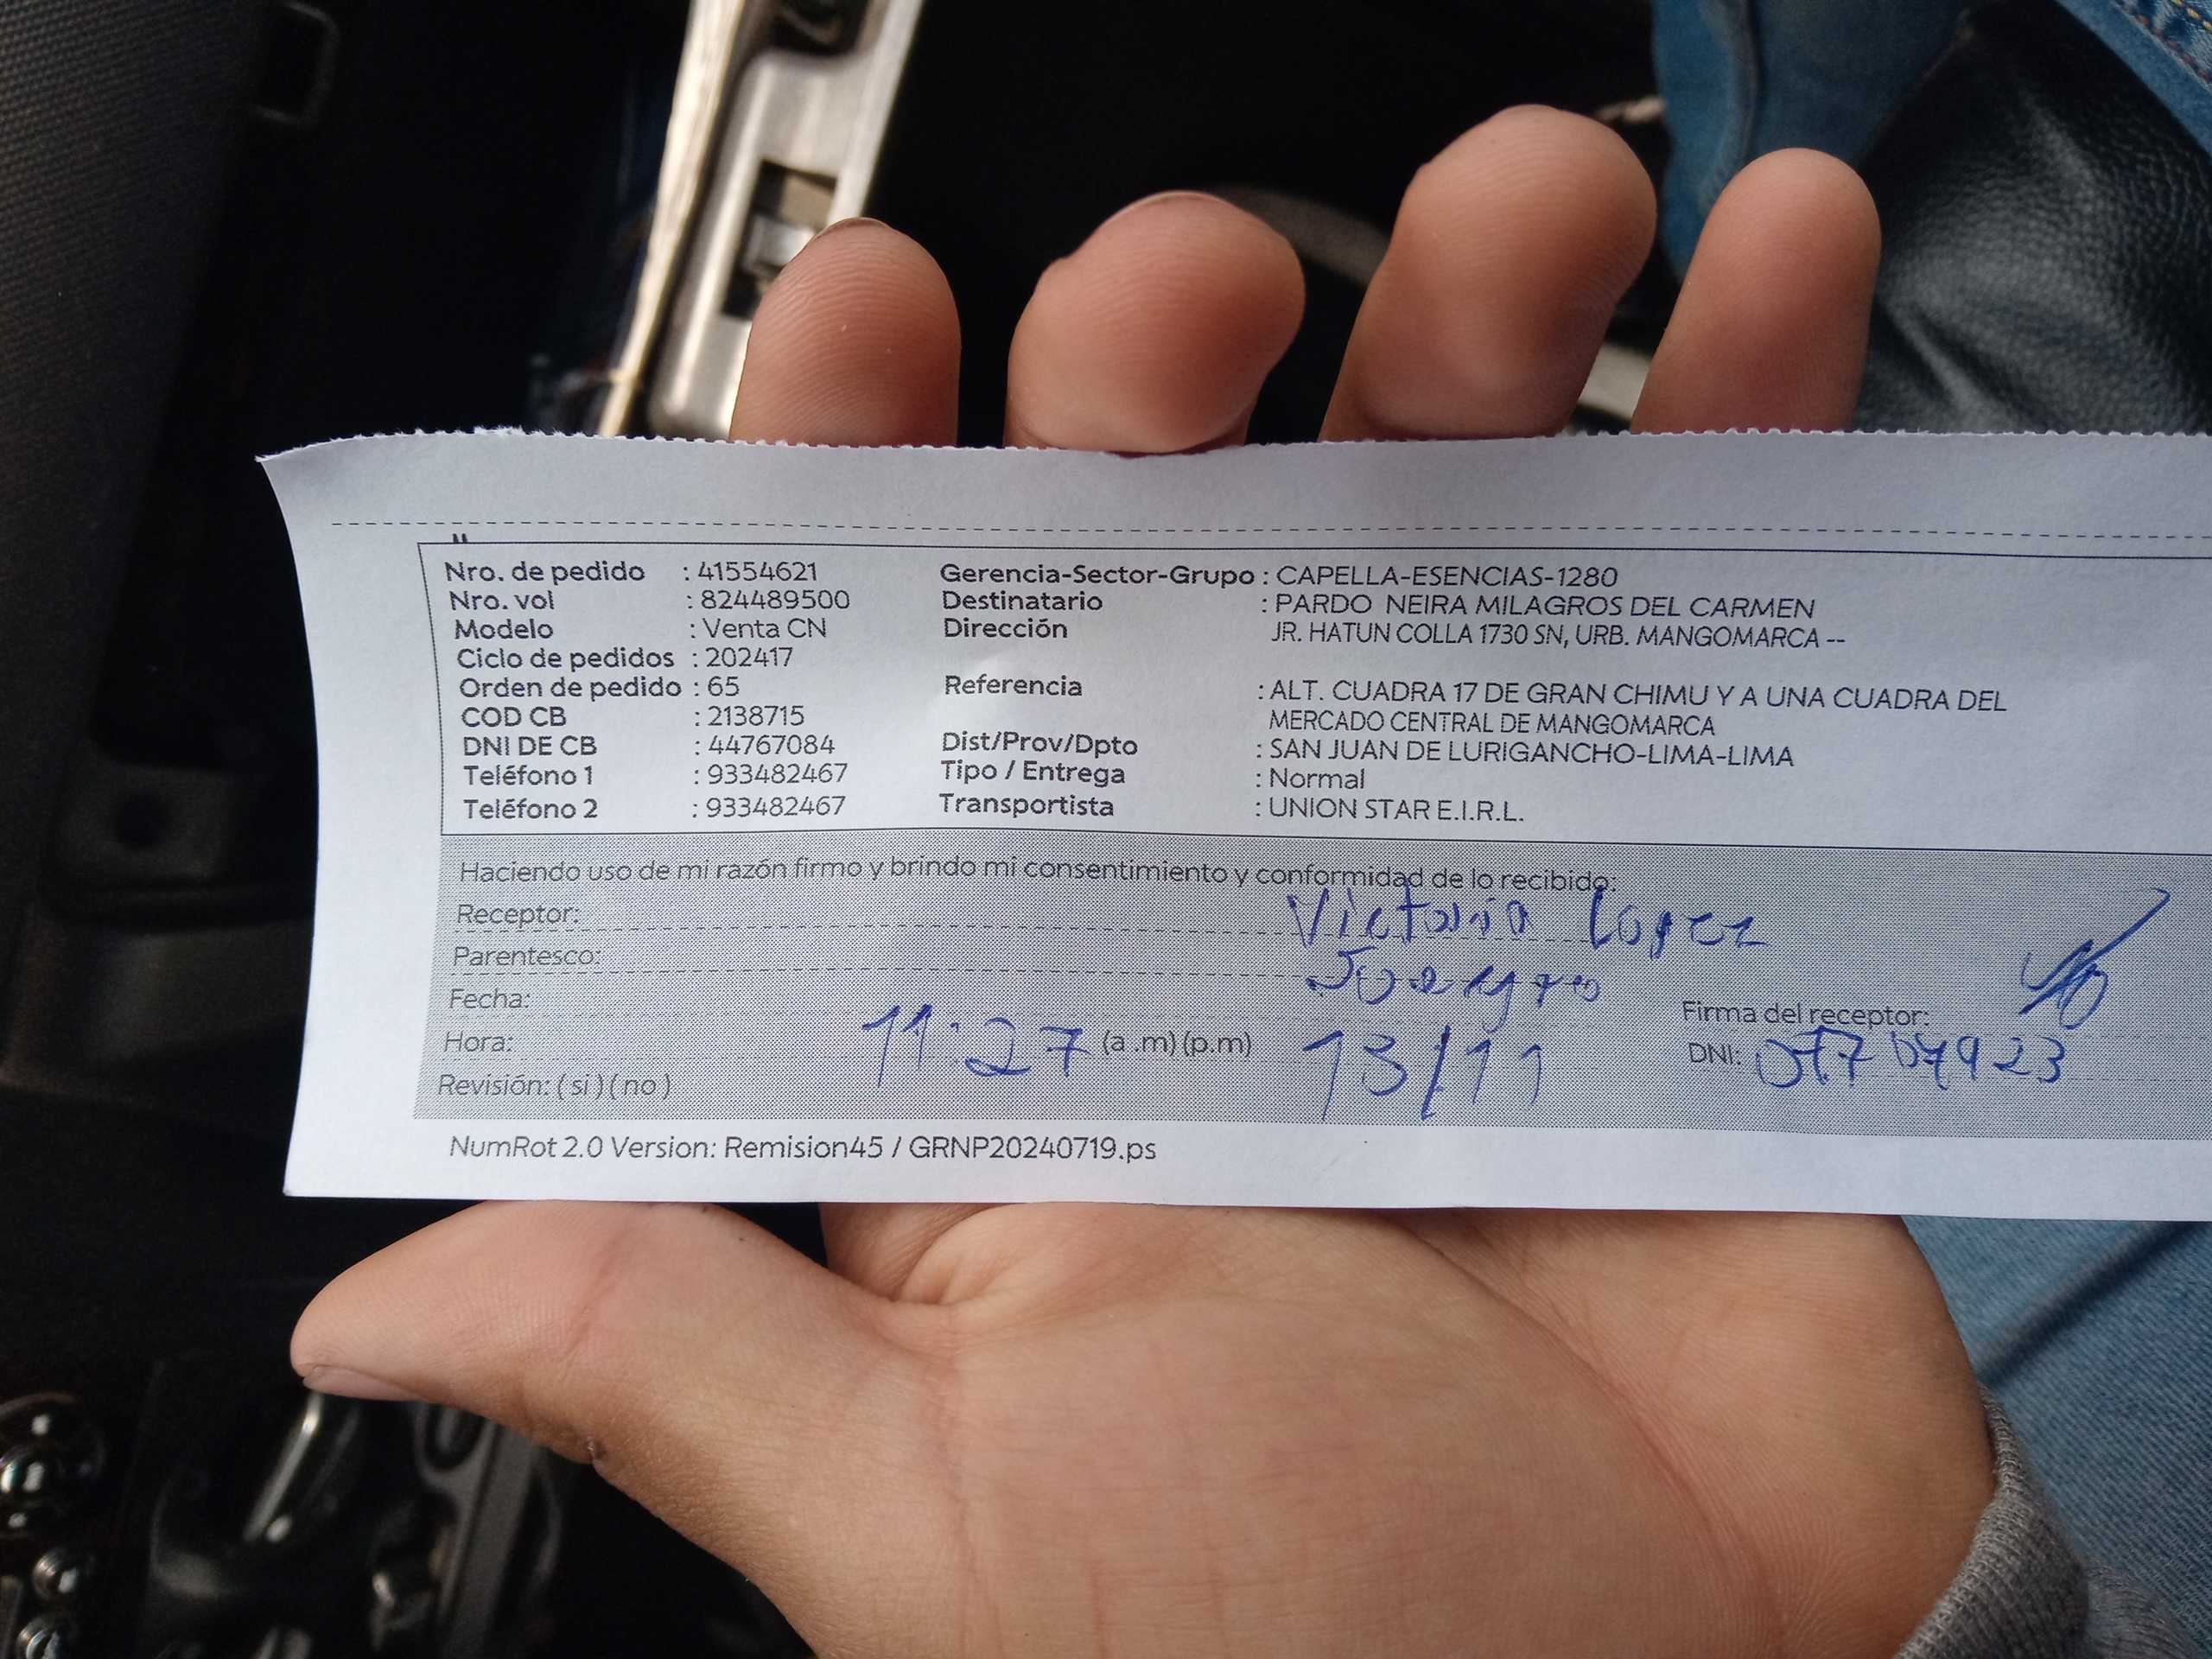 Nro. de pedido : 41554621
Nro. vol : 824489500
Modelo : Venta CN
Ciclo de pedidos : 202417
Orden de pedido : 65
COD CB : 2138715
DNI DE CB : 44767084
Teléfono 1 : 933482467
Teléfono 2 : 933482467
Gerencia-Sector-Grupo : CAPELLA-ESENCIAS-1280
Destinatario : PARDO NEIRA MILAGROS DEL CARMEN
Dirección JR. HATUN COLLA 1730 SN, URB. MANGOMARCA --
Referencia : ALT. CUADRA 17 DE GRAN CHIMU Y A UNA CUADRA DEL
MERCADO CENTRAL DE MANGOMARCA
Dist/Prov/Dpto : SAN JUAN DE LURIGANCHO-LIMA-LIMA
Tipo / Entrega : Normal
Transportista : UNION STAR E.I.R.L.
Haciendo uso de mi razón firmo y brindo mi consentimiento y conformidad de lo recibido:
Receptor: Victoria Lopez
Parentesco:
Fecha:
Firma del receptor:
Hora: 11:27 (a .m) (p.m) 13/11
DNI:
Revisión: ( si ) ( no )
NumRot 2.0 Version: Remision45 / GRNP20240719.ps